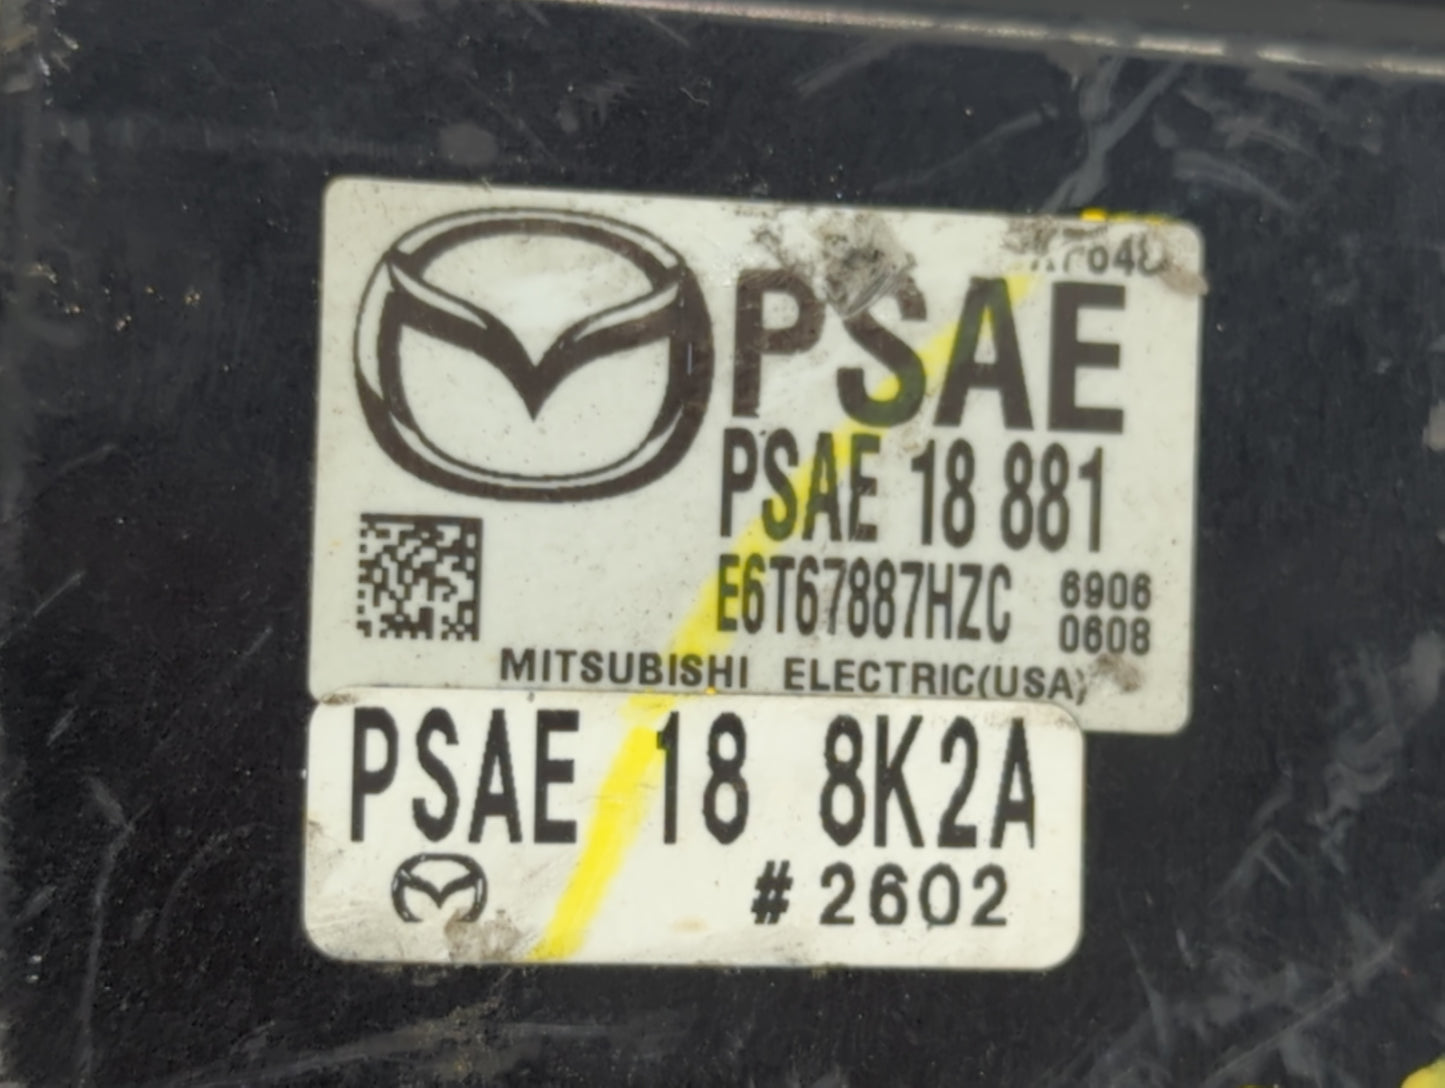 PSAE
PSAE 18 881
E6T67887HZC 6906
0608
MITSUBISHI ELECTRIC(USA)
PSAE 18 8K2A
#2602